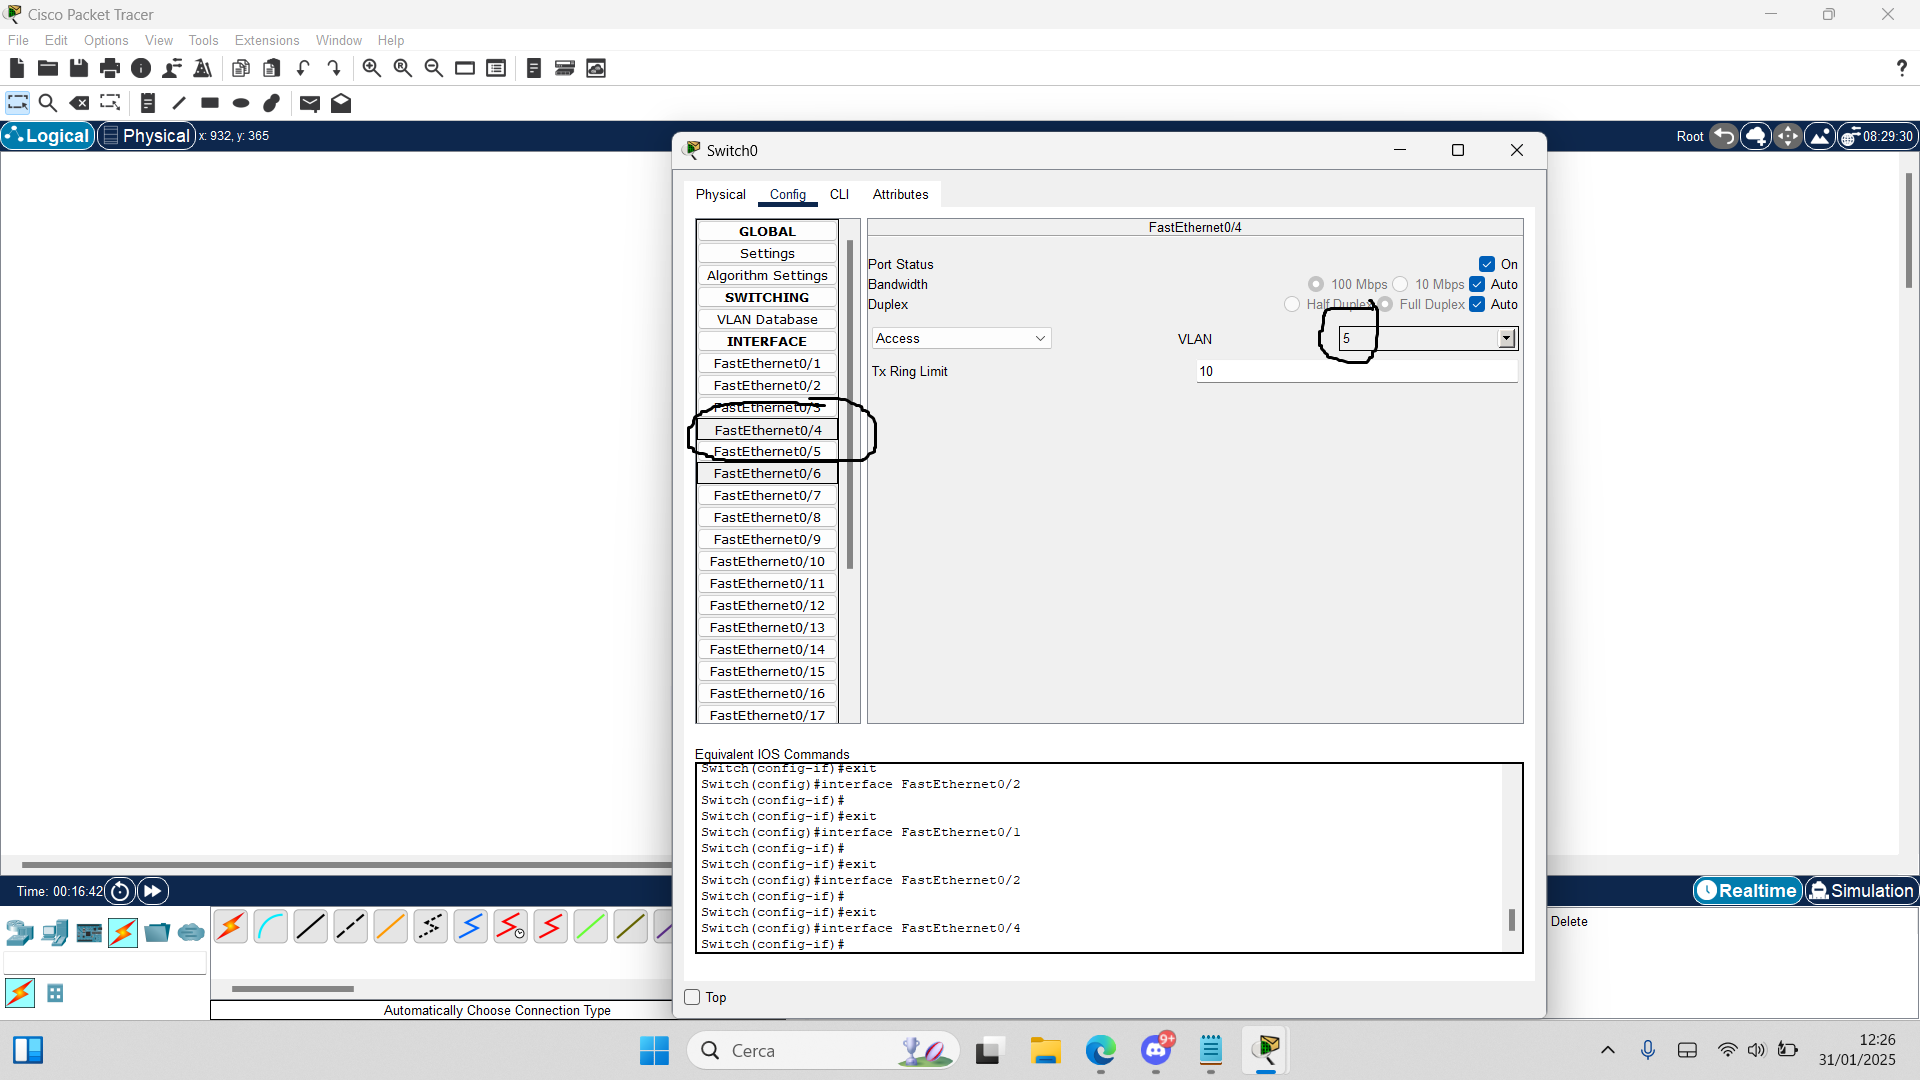 Cisco Packet Tracer
File Edit Options View Tools Extensions Window Help
?
Logical Physical x: 932, y: 365
Root 08:29:30
Switch0
Physical Config CLI Attributes
GLOBAL
Settings
Algorithm Settings
SWITCHING
VLAN Database
INTERFACE
FastEthernet0/1
FastEthernet0/2
FastEthernet0/3
FastEthernet0/4
FastEthernet0/5
FastEthernet0/6
FastEthernet0/7
FastEthernet0/8
FastEthernet0/9
FastEthernet0/10
FastEthernet0/11
FastEthernet0/12
FastEthernet0/13
FastEthernet0/14
FastEthernet0/15
FastEthernet0/16
FastEthernet0/17
FastEthernet0/4
Port Status On
Bandwidth 100 Mbps 10 Mbps Auto
Duplex Half Duplex Full Duplex Auto
Access VLAN 5
Tx Ring Limit 10
Equivalent IOS Commands
Switch(config-if)#exit
Switch(config)#interface FastEthernet0/2
Switch(config-if)#
Switch(config-if)#exit
Switch(config)#interface FastEthernet0/1
Switch(config-if)#
Switch(config-if)#exit
Switch(config)#interface FastEthernet0/2
Switch(config-if)#
Switch(config-if)#exit
Switch(config)#interface FastEthernet0/4
Switch(config-if)#
Top
Time: 00:16:42
Realtime Simulation
Delete
Automatically Choose Connection Type
Cerca
9+
12:26
31/01/2025